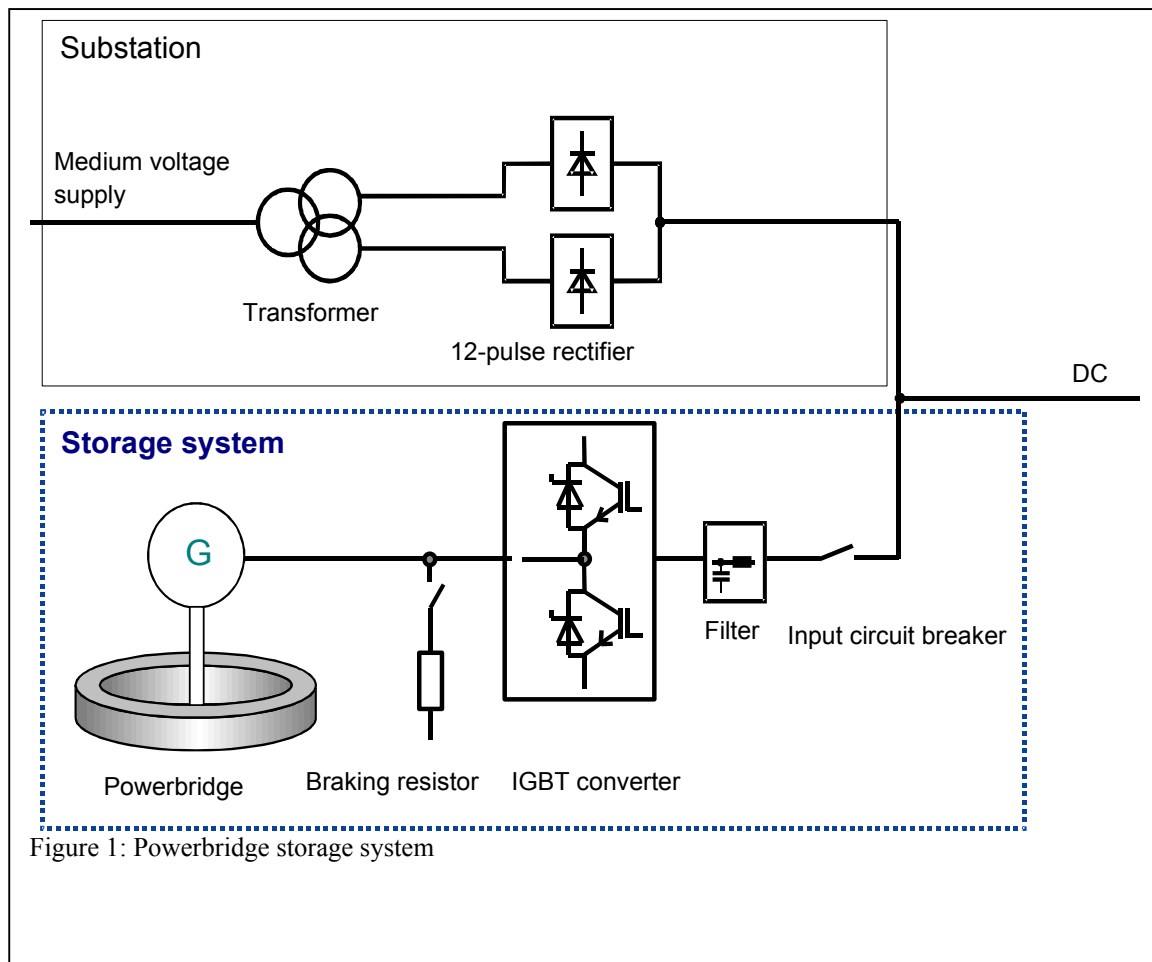 Substation
Medium voltage
supply
Transformer
12-pulse rectifier
DC
Storage system
G
Filter
Input circuit breaker
Powerbridge
Braking resistor
IGBT converter
Figure 1: Powerbridge storage system